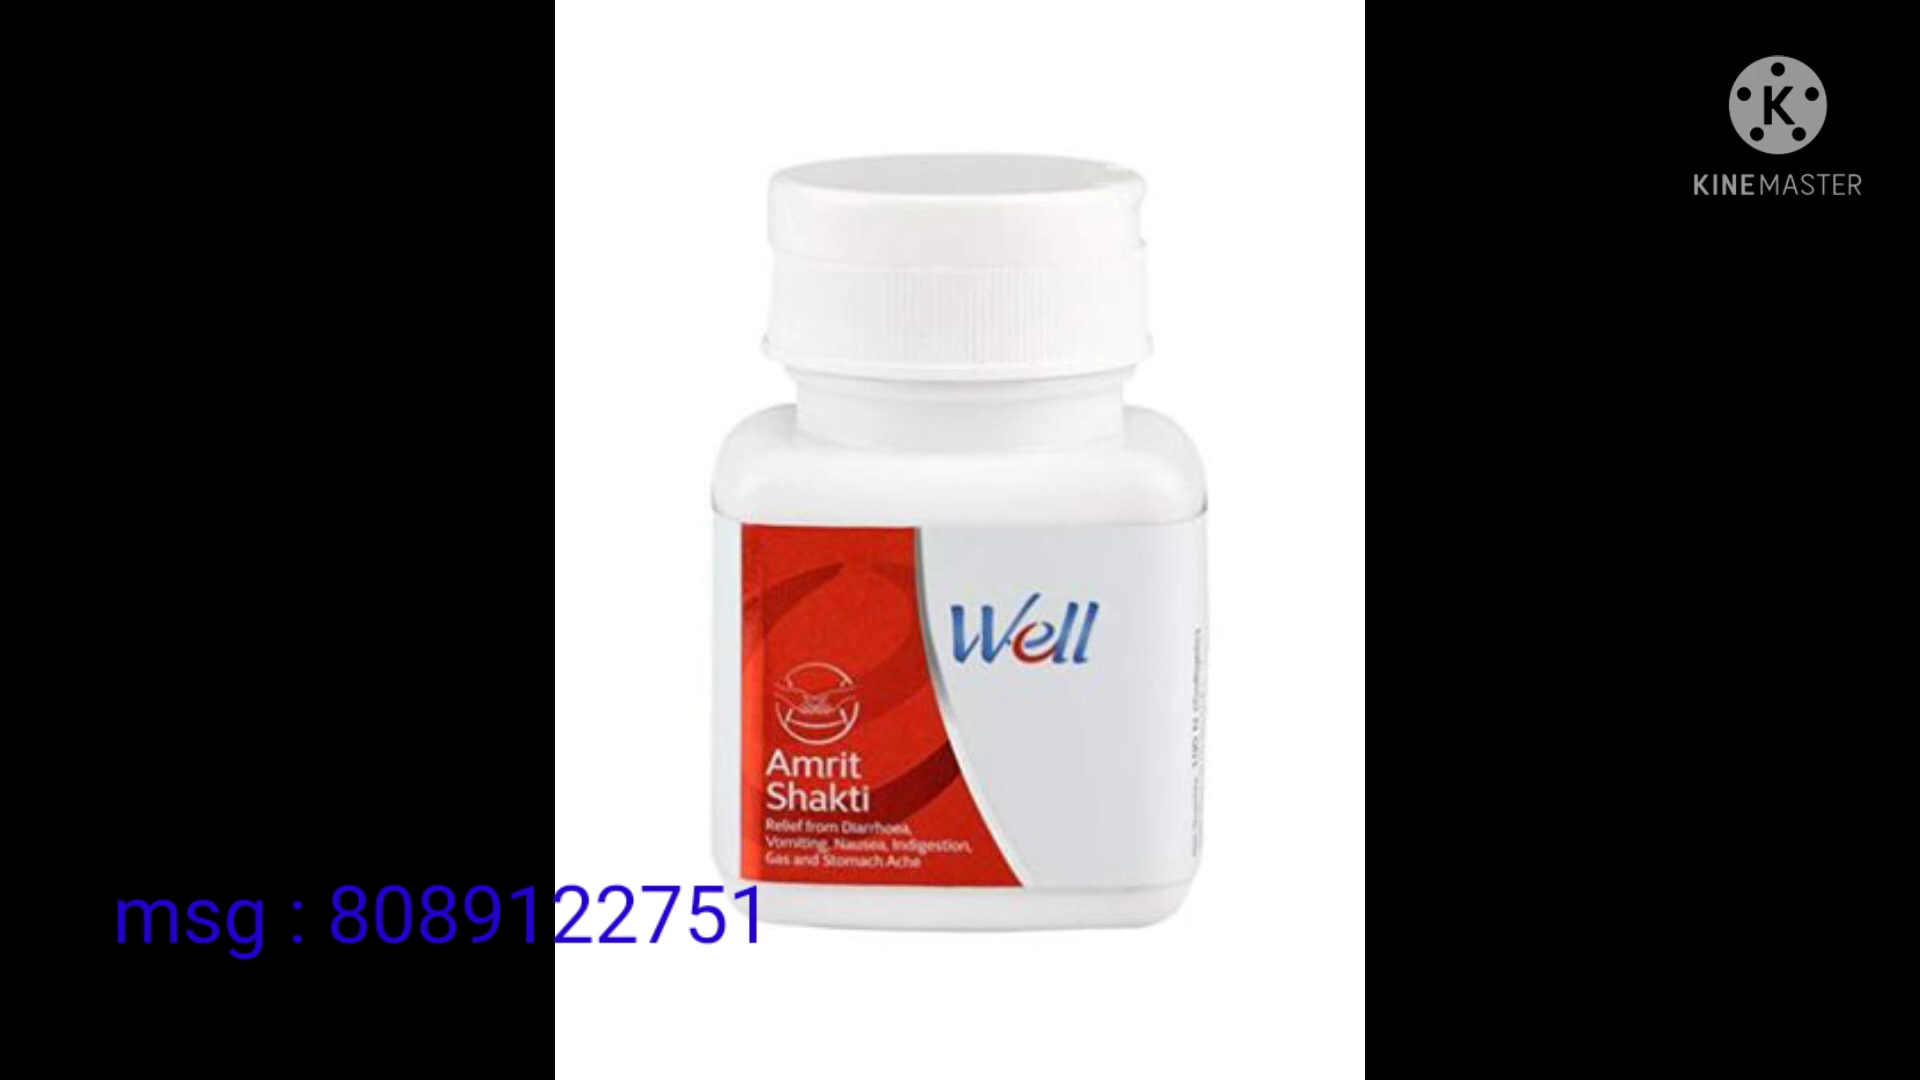 K
KINEMASTER
Well
Amrit
Shakti
Relief from Diarrhoea,
Vomiting, Nausea, Indigestion,
Gas and Stomach Ache
msg : 8089122751